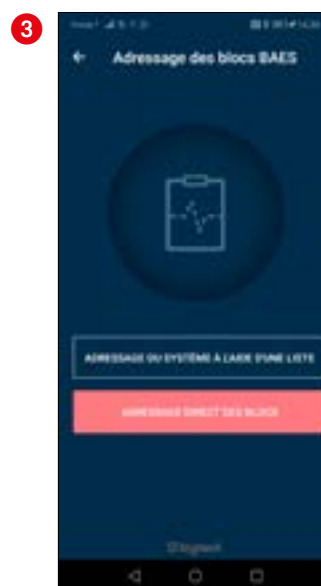 3
Adressage des blocs BAES
ADRESSAGE DU SYSTÈME À L'AIDE D'UNE LISTE
ADRESSAGE DIRECT DES BLOCS